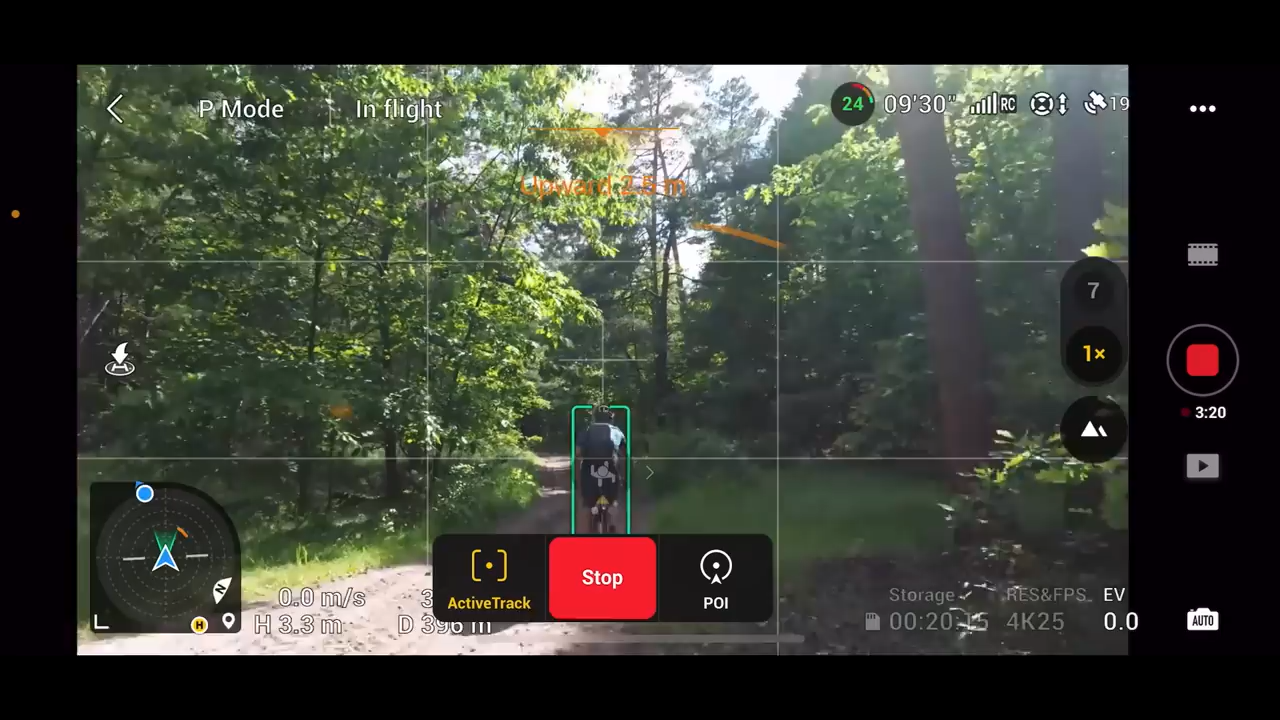 P Mode
In flight
24
09'30"
RC
19
Upward 2.5 m
7
1×
3:20
N
H
0.0 m/s
H 3.3 m
D 396 m
ActiveTrack
Stop
POI
Storage
RES&FPS
EV
00:20:15
4K25
0.0
AUTO